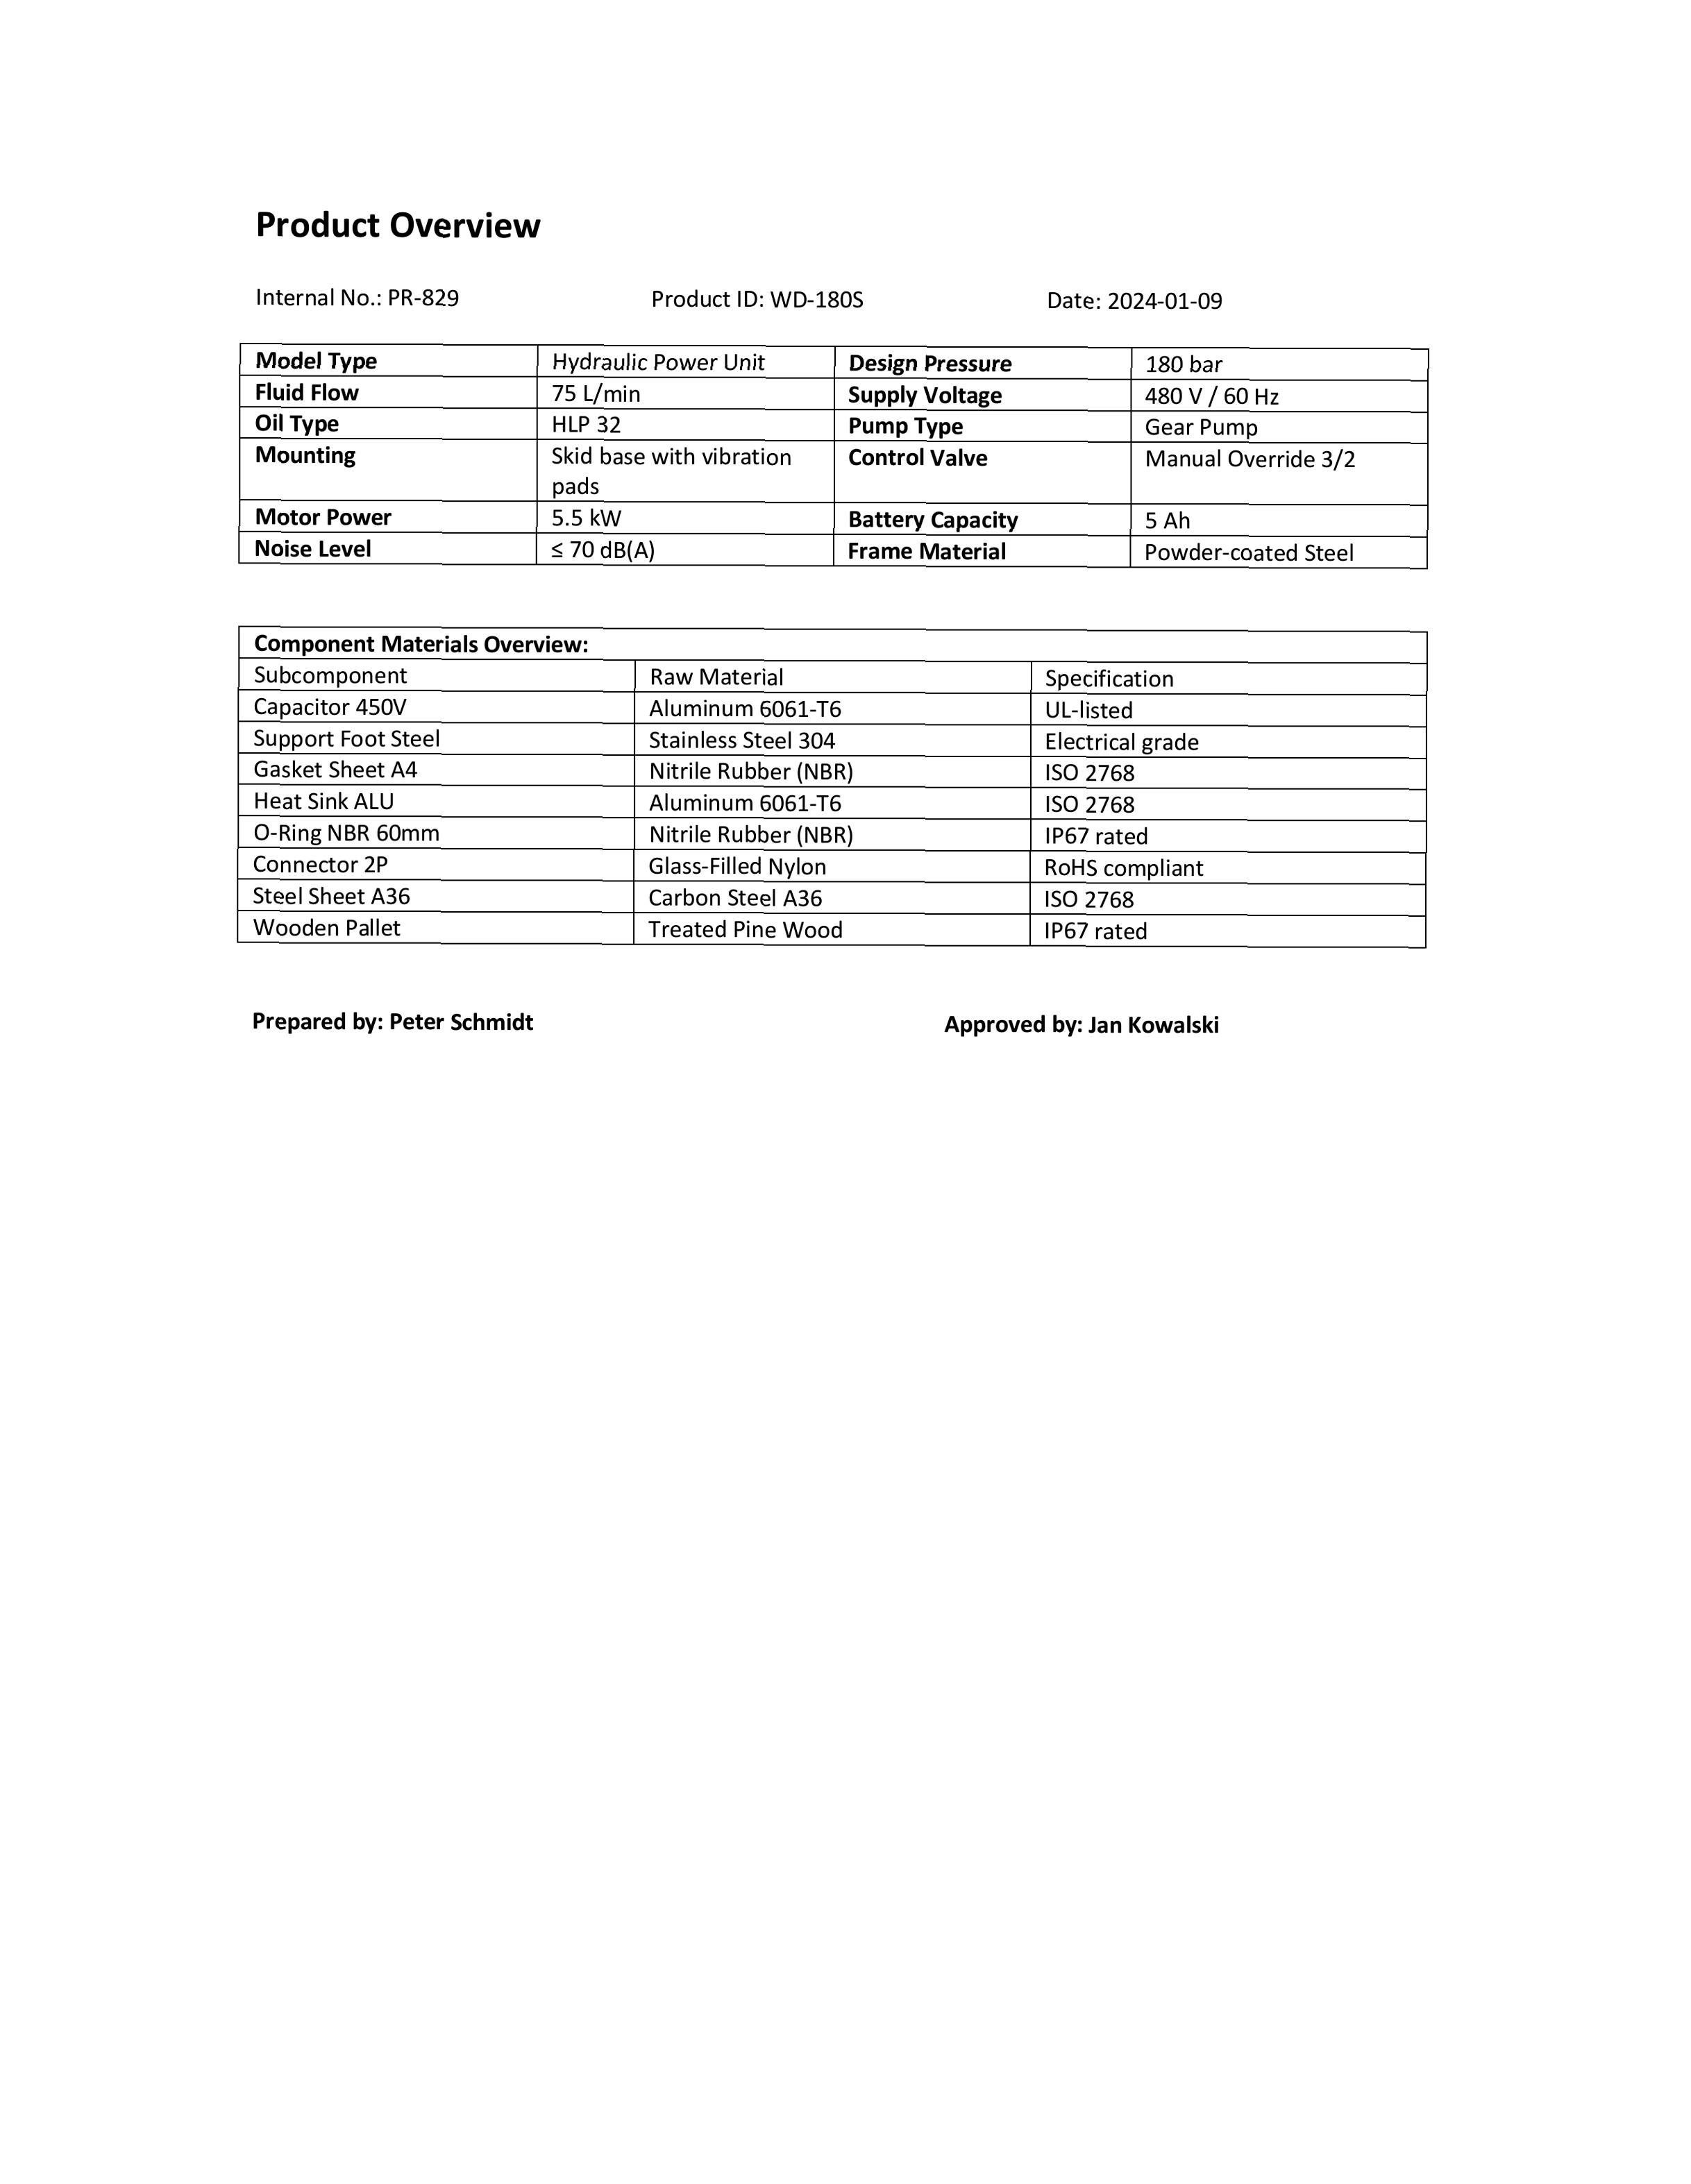 Product Overview
Internal No.: PR-829 Product ID: WD-180S Date: 2024-01-09
Model Type Hydraulic Power Unit Design Pressure 180 bar
Fluid Flow 75 L/min Supply Voltage 480 V / 60 Hz
Oil Type HLP 32 Pump Type Gear Pump
Mounting Skid base with vibration Control Valve Manual Override 3/2
pads
Motor Power 5.5 kW Battery Capacity 5 Ah
Noise Level ≤ 70 dB(A) Frame Material Powder-coated Steel
Component Materials Overview:
Subcomponent Raw Material Specification
Capacitor 450V Aluminum 6061-T6 UL-listed
Support Foot Steel Stainless Steel 304 Electrical grade
Gasket Sheet A4 Nitrile Rubber (NBR) ISO 2768
Heat Sink ALU Aluminum 6061-T6 ISO 2768
O-Ring NBR 60mm Nitrile Rubber (NBR) IP67 rated
Connector 2P Glass-Filled Nylon RoHS compliant
Steel Sheet A36 Carbon Steel A36 ISO 2768
Wooden Pallet Treated Pine Wood IP67 rated
Prepared by: Peter Schmidt Approved by: Jan Kowalski